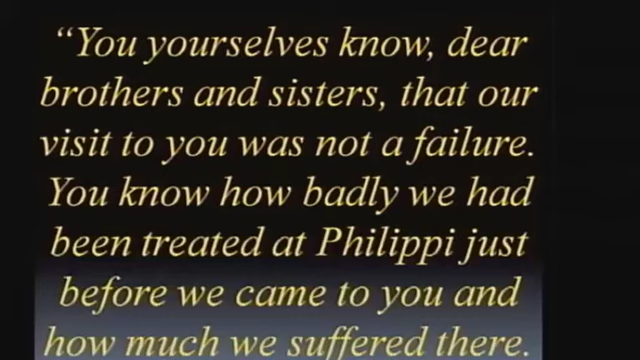 “You yourselves know, dear
brothers and sisters, that our
visit to you was not a failure.
You know how badly we had
been treated at Philippi just
before we came to you and
how much we suffered there.